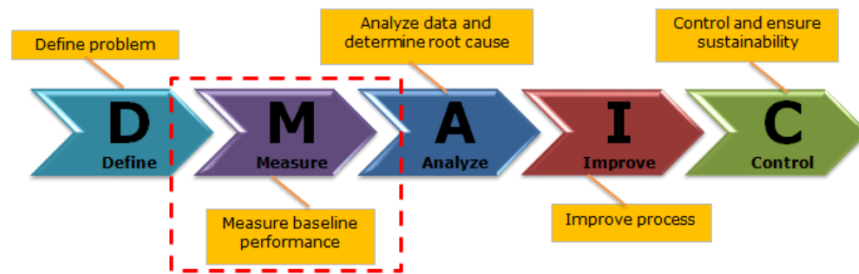 Define problem
Analyze data and
determine root cause
Control and ensure
sustainability
D
Define
M
Measure
A
Analyze
I
Improve
C
Control
Measure baseline
performance
Improve process